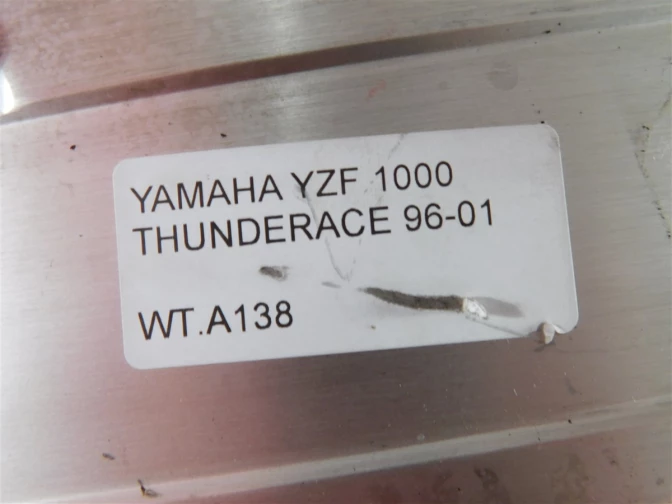 YAMAHA YZF 1000
THUNDERACE 96-01
WT.A138